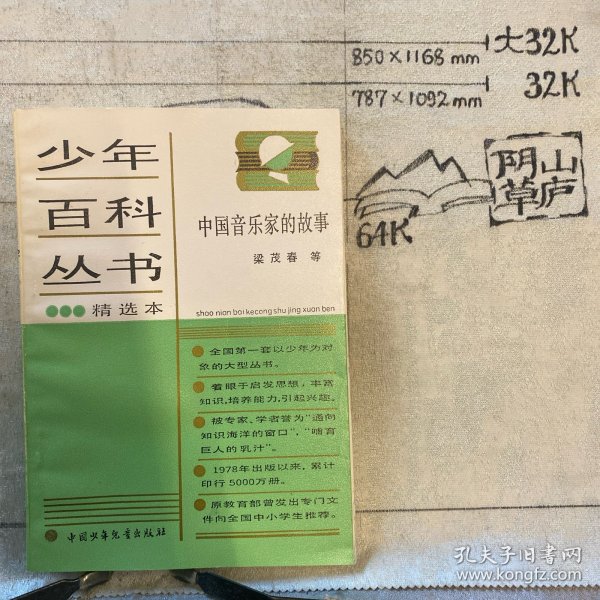 850×1168 mm 大32K
787×1092 mm 32K
64K
阴山
草庐
少年
百科
丛书
精选本
中国音乐家的故事
梁茂春 等
shao nian bai kecong shu jing xuan ben
全国第一套以少年为对
象的大型丛书。
着眼于启发思想,丰富
知识,培养能力,引起兴趣。
被专家、学者誉为“通向
知识海洋的窗口”,“哺育
巨人的乳汁”。
1978年出版以来,累计
印行5000万册。
原教育部曾发出专门文
件向全国中小学生推荐。
中国少年儿童出版社
孔夫子旧书网
www.kongfz.com